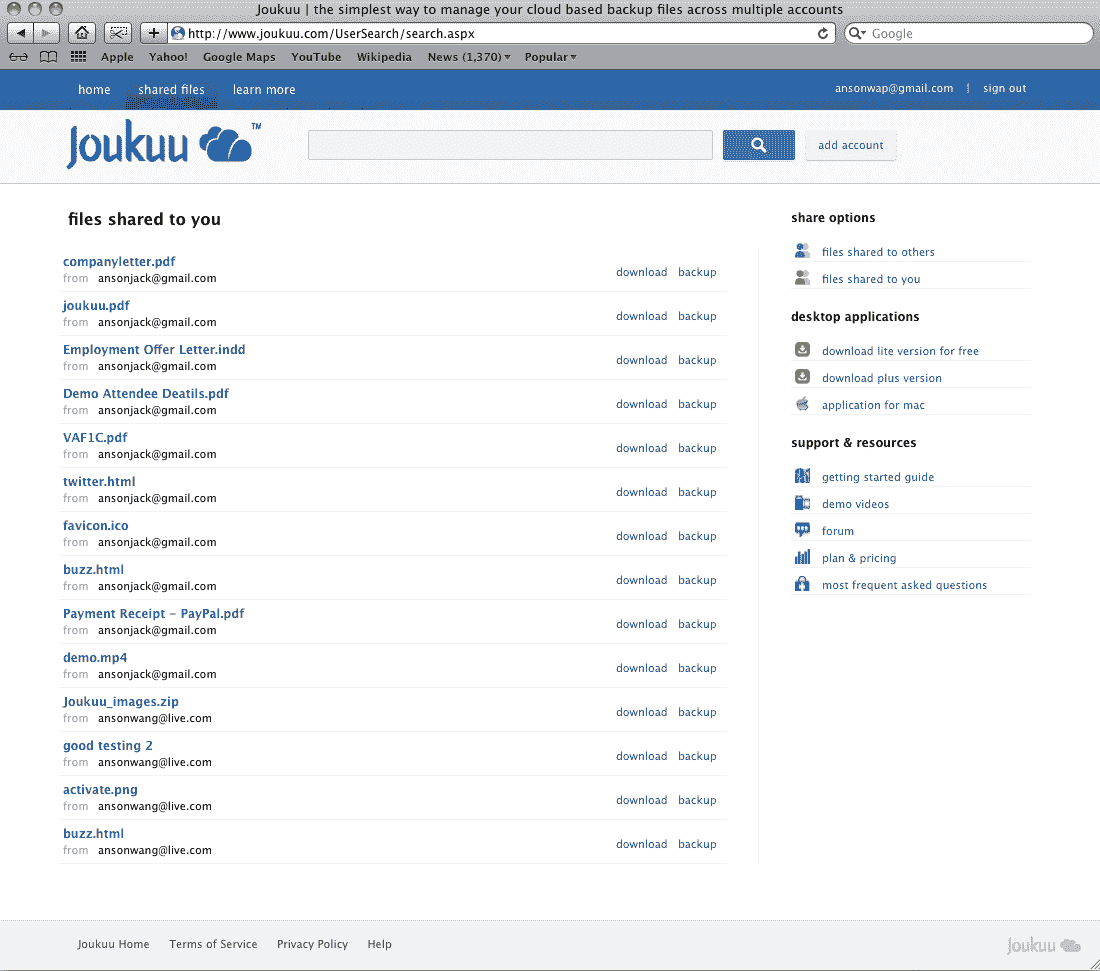 Joukuu | the simplest way to manage your cloud based backup files across multiple accounts
http://www.joukuu.com/UserSearch/search.aspx
Google
Apple Yahoo! Google Maps YouTube Wikipedia News (1,370) Popular
home shared files learn more ansonwap@gmail.com | sign out
Joukuu ™ add account
files shared to you
companyletter.pdf
from ansonjack@gmail.com download backup
joukuu.pdf
from ansonjack@gmail.com download backup
Employment Offer Letter.indd
from ansonjack@gmail.com download backup
Demo Attendee Deatils.pdf
from ansonjack@gmail.com download backup
VAF1C.pdf
from ansonjack@gmail.com download backup
twitter.html
from ansonjack@gmail.com download backup
favicon.ico
from ansonjack@gmail.com download backup
buzz.html
from ansonjack@gmail.com download backup
Payment Receipt - PayPal.pdf
from ansonjack@gmail.com download backup
demo.mp4
from ansonjack@gmail.com download backup
Joukuu_images.zip
from ansonwang@live.com download backup
good testing 2
from ansonwang@live.com download backup
activate.png
from ansonwang@live.com download backup
buzz.html
from ansonwang@live.com download backup
share options
files shared to others
files shared to you
desktop applications
download lite version for free
download plus version
application for mac
support & resources
getting started guide
demo videos
forum
plan & pricing
most frequent asked questions
Joukuu Home Terms of Service Privacy Policy Help Joukuu